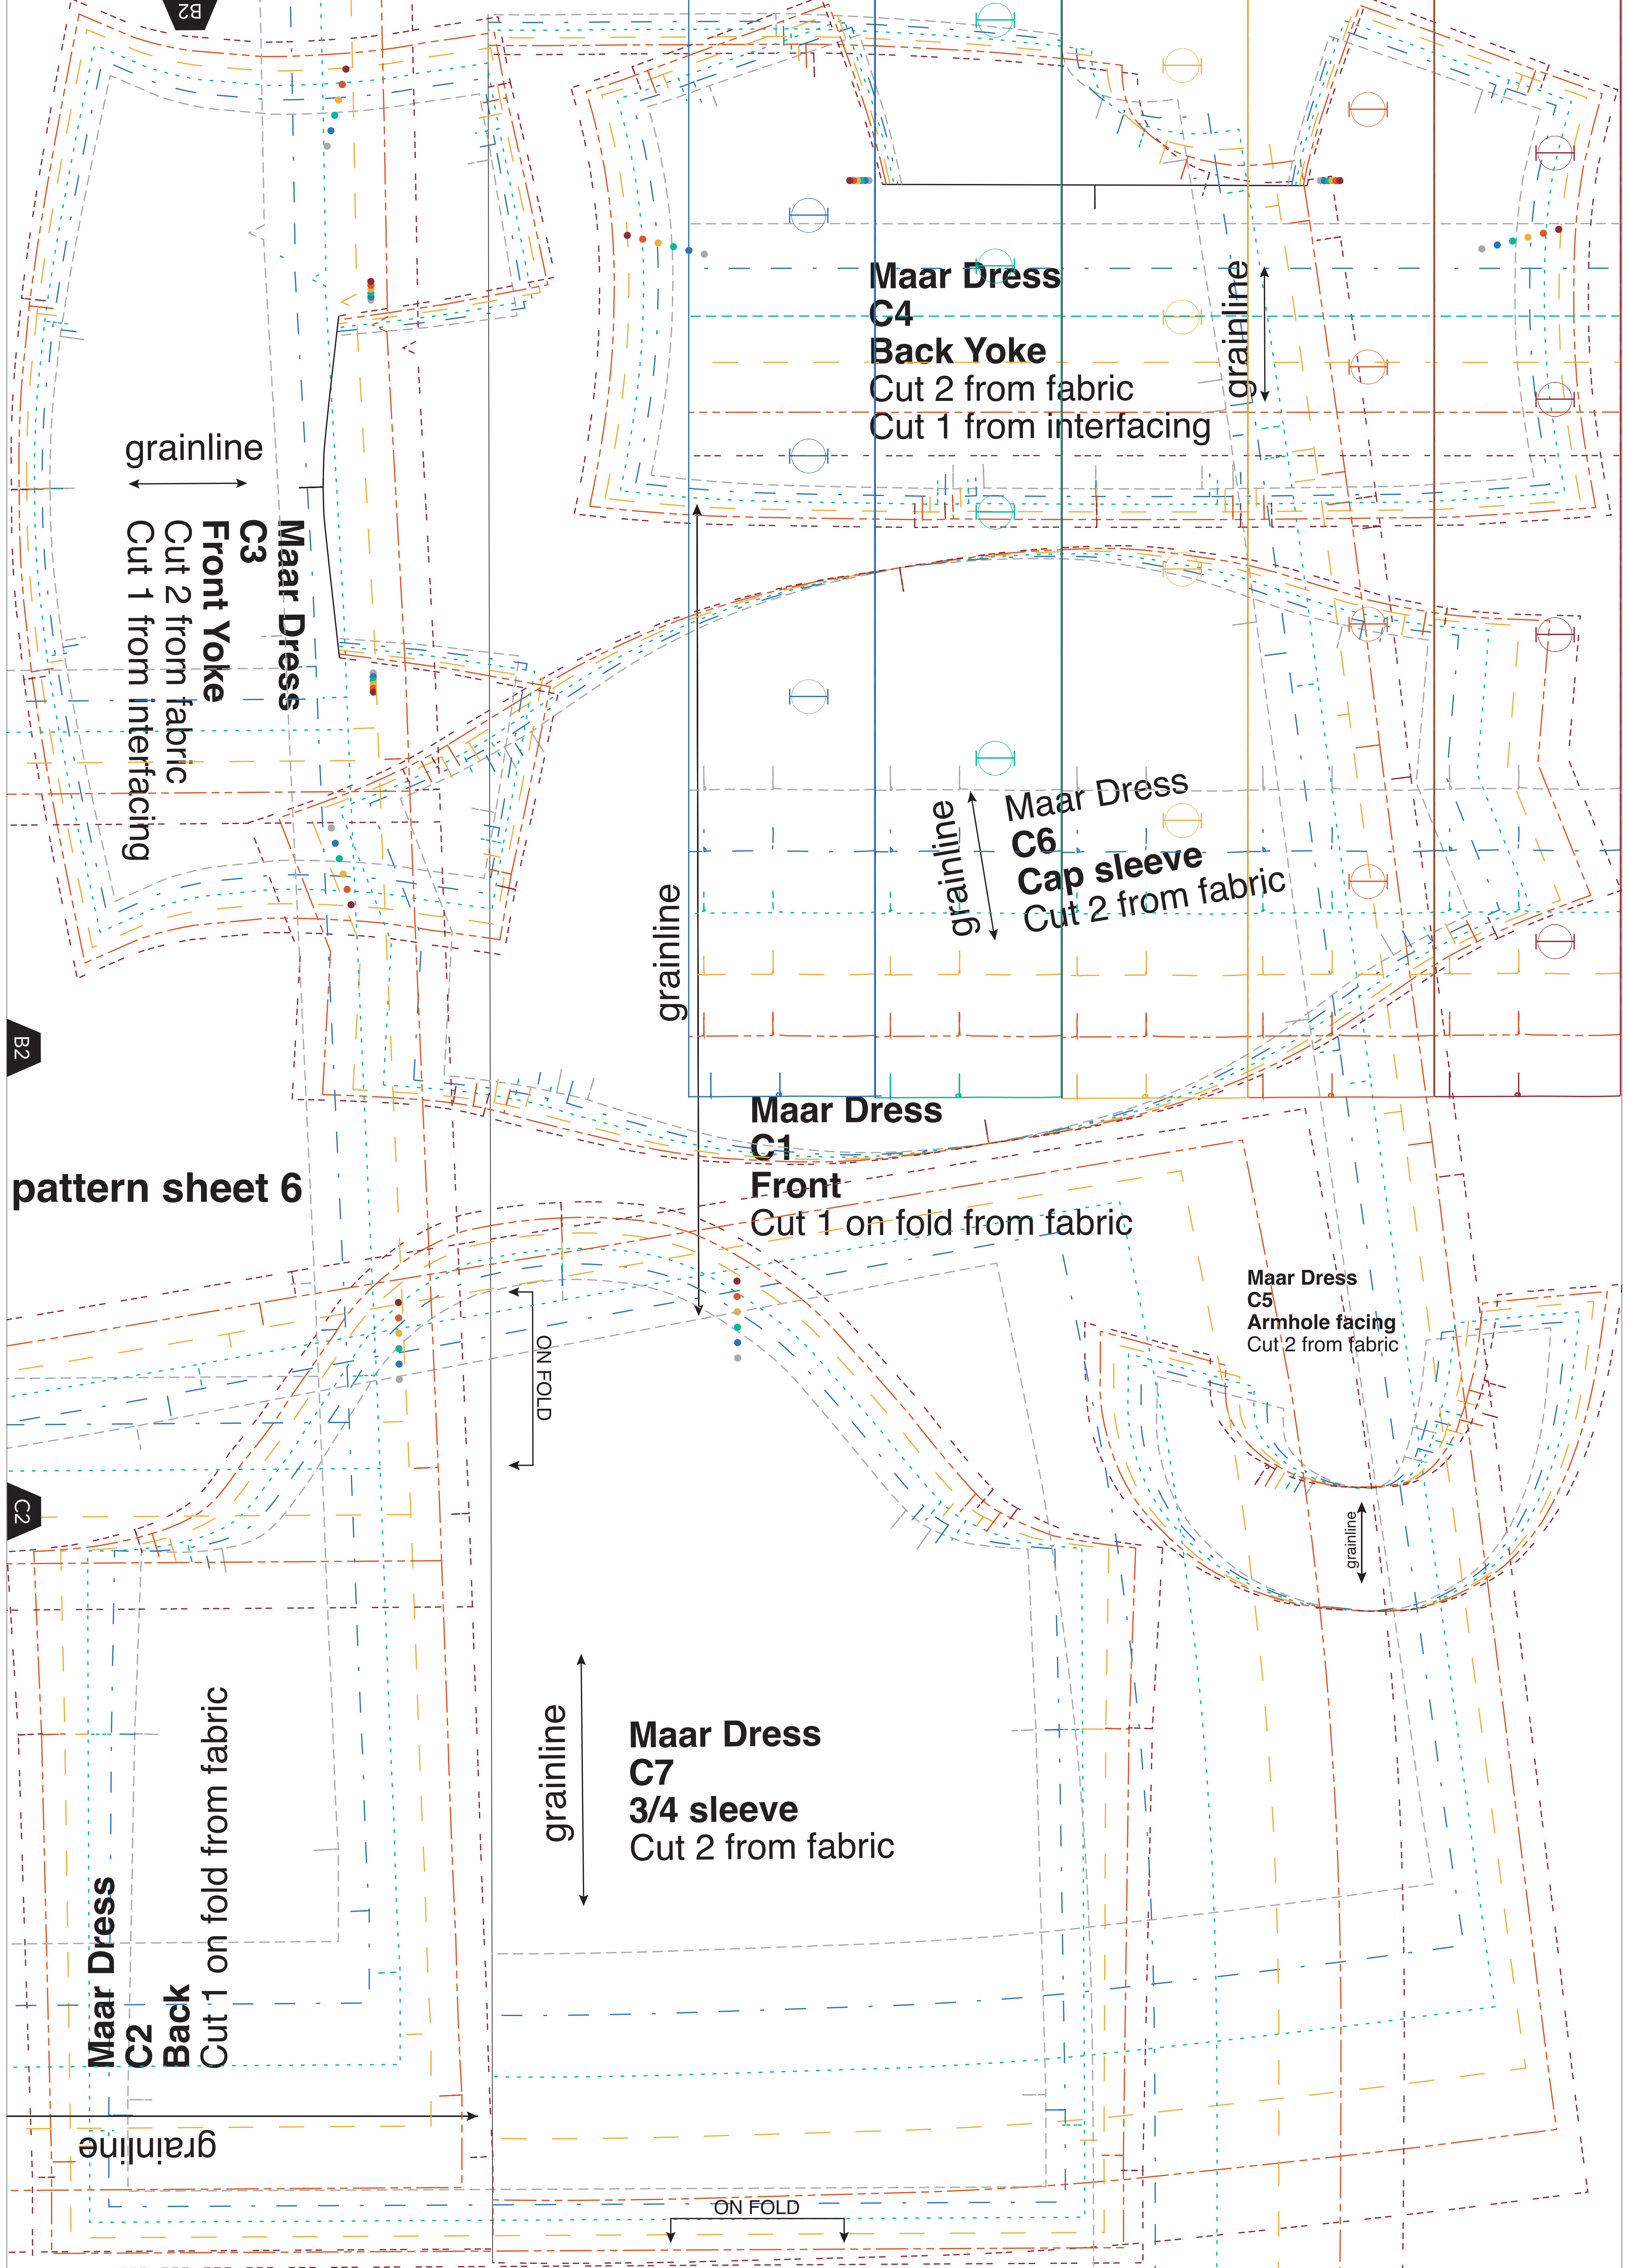 B2
Maar Dress
C4
Back Yoke
Cut 2 from fabric
Cut 1 from interfacing
grainline
grainline
Maar Dress
C3
Front Yoke
Cut 2 from fabric
Cut 1 from interfacing
grainline
Maar Dress
C6
Cap sleeve
Cut 2 from fabric
grainline
B2
Maar Dress
C1
Front
Cut 1 on fold from fabric
pattern sheet 6
ON FOLD
Maar Dress
C5
Armhole facing
Cut 2 from fabric
grainline
C2
grainline
Maar Dress
C7
3/4 sleeve
Cut 2 from fabric
Maar Dress
C2
Back
Cut 1 on fold from fabric
grainline
ON FOLD